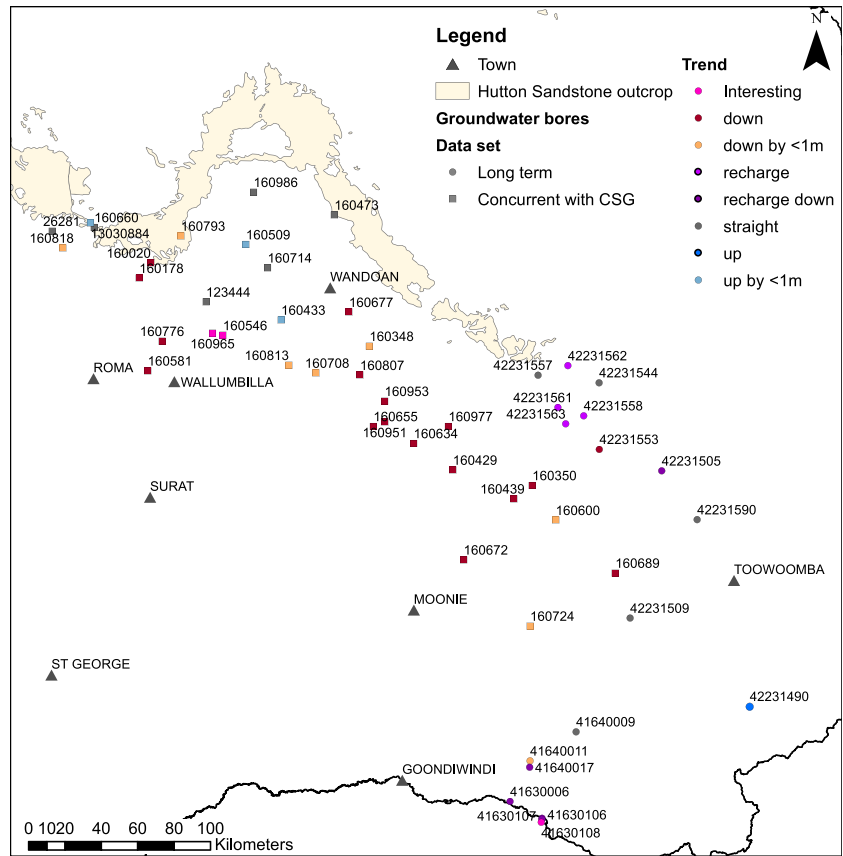 Legend
Town
Hutton Sandstone outcrop
Groundwater bores
Data set
Long term
Concurrent with CSG
Trend
Interesting
down
down by <1m
recharge
recharge down
straight
up
up by <1m
N
160986
160473
26281
160660
160818
13030884
160793
160020
160178
160509
160714
WANDOAN
123444
160677
160433
160546
160965
160776
160348
ROMA
160581
WALLUMBILLA
160813
160708
160807
42231557
42231562
42231544
160953
42231561
42231558
42231563
160655
160977
160951
160634
42231553
160429
160350
42231505
160439
SURAT
160600
42231590
160672
160689
TOOWOOMBA
MOONIE
160724
42231509
ST GEORGE
42231490
41640009
41640011
41640017
GOONDIWINDI
41630006
41630107
41630106
41630108
0 10 20 40 60 80 100
Kilometers